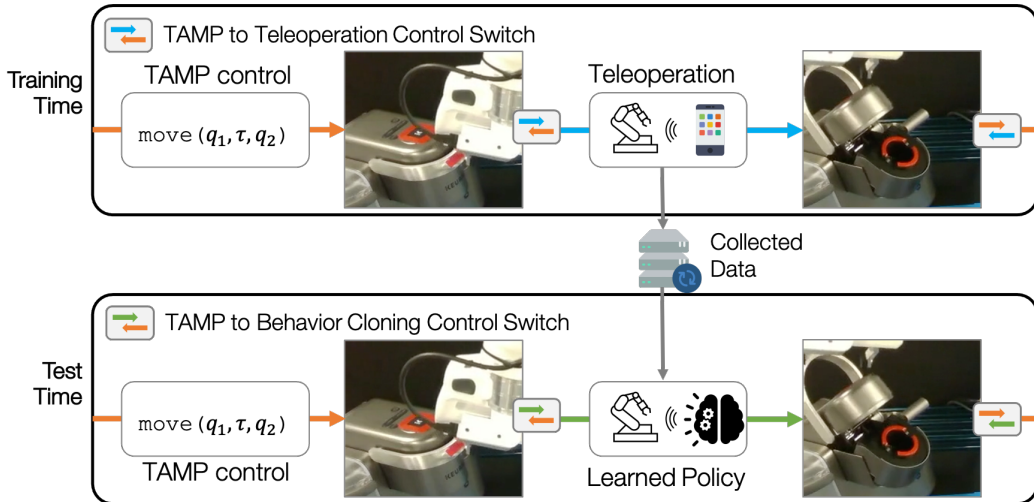 TAMP to Teleoperation Control Switch
Training
Time
TAMP control
move(q₁, τ, q₂)
Teleoperation
Collected
Data
TAMP to Behavior Cloning Control Switch
Test
Time
move(q₁, τ, q₂)
TAMP control
Learned Policy